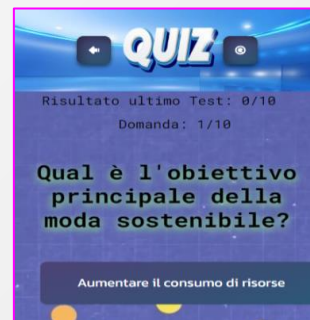 QUIZ
Risultato ultimo Test: 0/10
Domanda: 1/10
Qual è l'obiettivo
principale della
moda sostenibile?
Aumentare il consumo di risorse